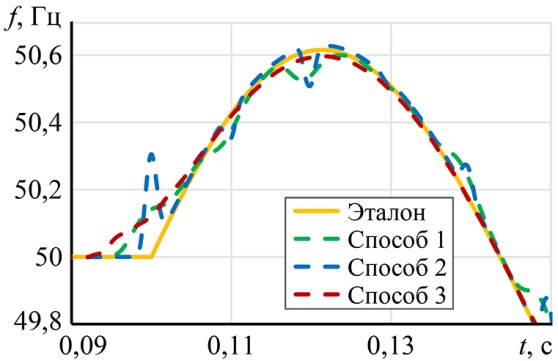 f, Гц
50,6
50,4
50,2
50
49,8
Эталон
Способ 1
Способ 2
Способ 3
0,09
0,11
0,13
t, с